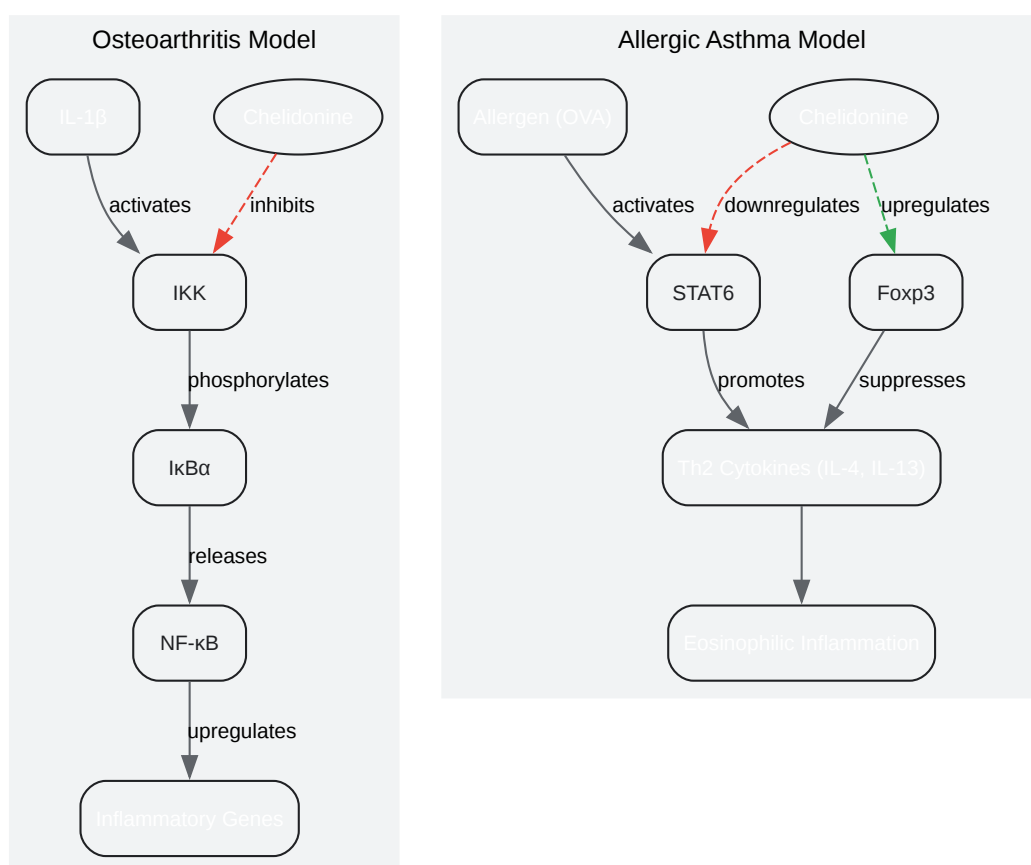 Osteoarthritis Model
IL-1β
Chelidonine
activates
inhibits
IKK
phosphorylates
IκBα
releases
NF-κB
upregulates
Inflammatory Genes
Allergic Asthma Model
Allergen (OVA)
Chelidonine
activates
downregulates
upregulates
STAT6
Foxp3
promotes
suppresses
Th2 Cytokines (IL-4, IL-13)
Eosinophilic Inflammation